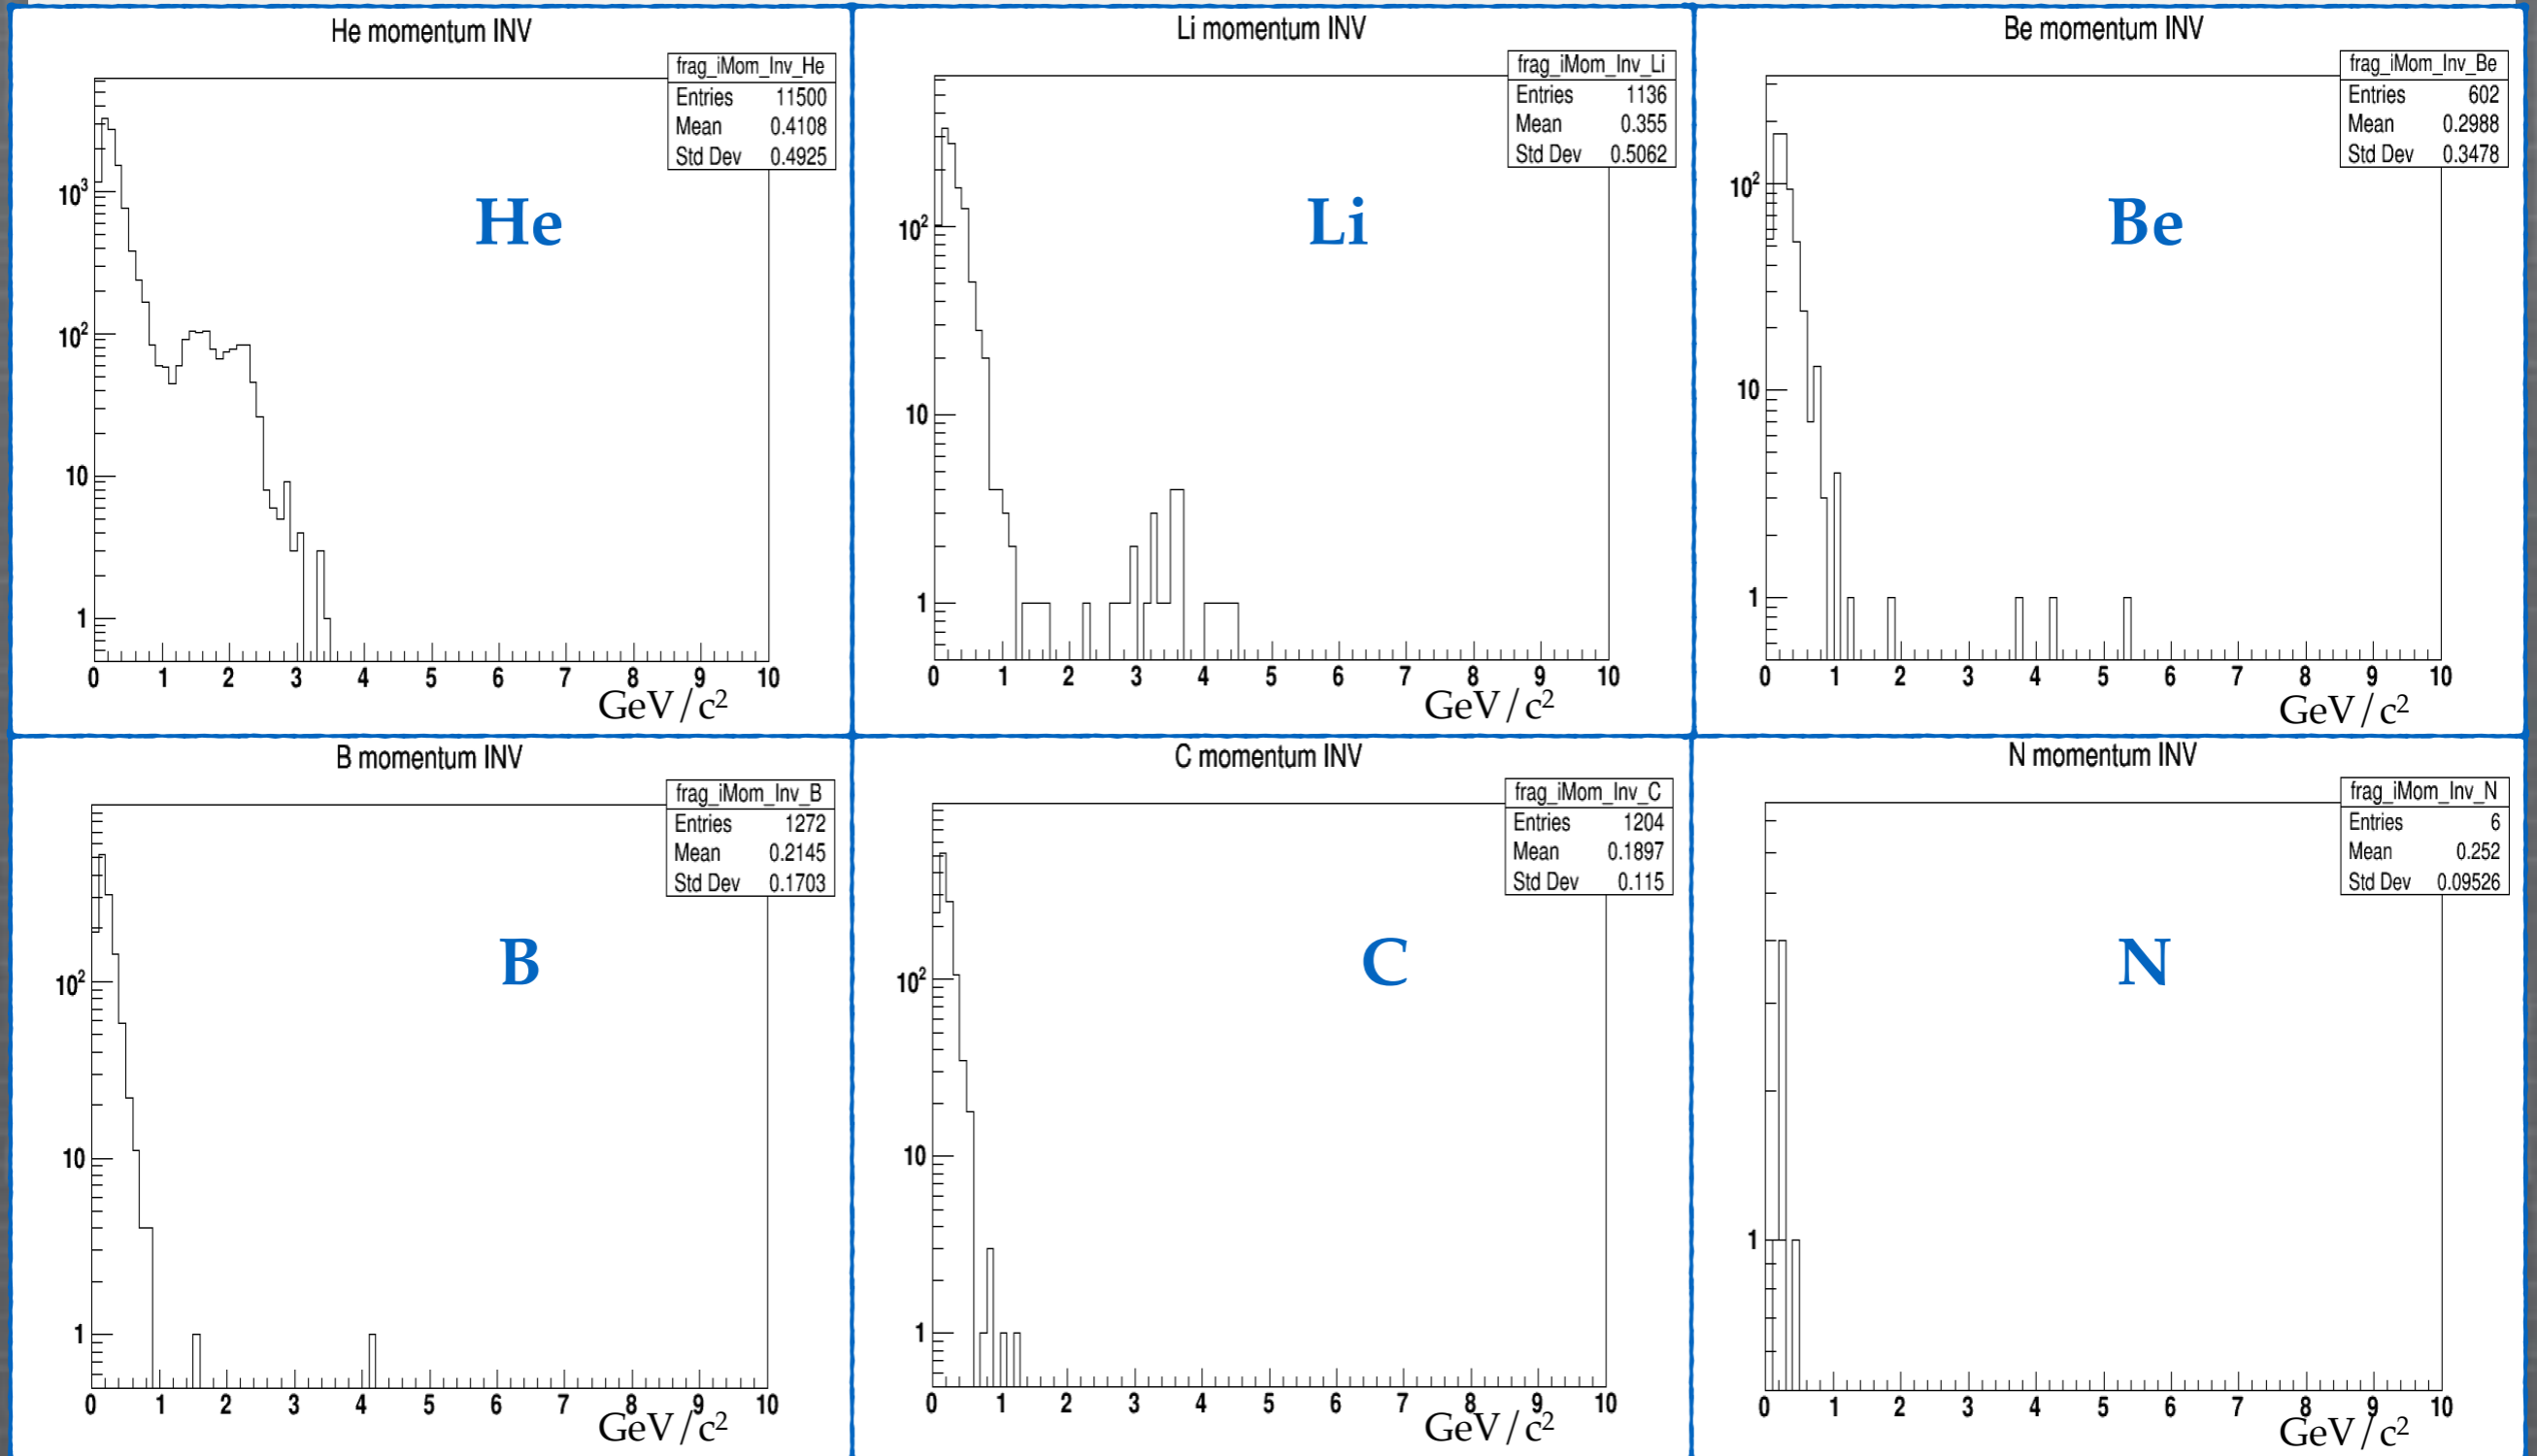 He momentum INV
frag_iMom_Inv_He
Entries 11500
Mean 0.4108
Std Dev 0.4925
He
10³
10²
10
1
0 1 2 3 4 5 6 7 8 9 10
GeV/c²
Li momentum INV
frag_iMom_Inv_Li
Entries 1136
Mean 0.355
Std Dev 0.5062
Li
10²
10
1
0 1 2 3 4 5 6 7 8 9 10
GeV/c²
Be momentum INV
frag_iMom_Inv_Be
Entries 602
Mean 0.2988
Std Dev 0.3478
Be
10²
10
1
0 1 2 3 4 5 6 7 8 9 10
GeV/c²
B momentum INV
frag_iMom_Inv_B
Entries 1272
Mean 0.2145
Std Dev 0.1703
B
10²
10
1
0 1 2 3 4 5 6 7 8 9 10
GeV/c²
C momentum INV
frag_iMom_Inv_C
Entries 1204
Mean 0.1897
Std Dev 0.115
C
10²
10
1
0 1 2 3 4 5 6 7 8 9 10
GeV/c²
N momentum INV
frag_iMom_Inv_N
Entries 6
Mean 0.252
Std Dev 0.09526
N
1
0 1 2 3 4 5 6 7 8 9 10
GeV/c²